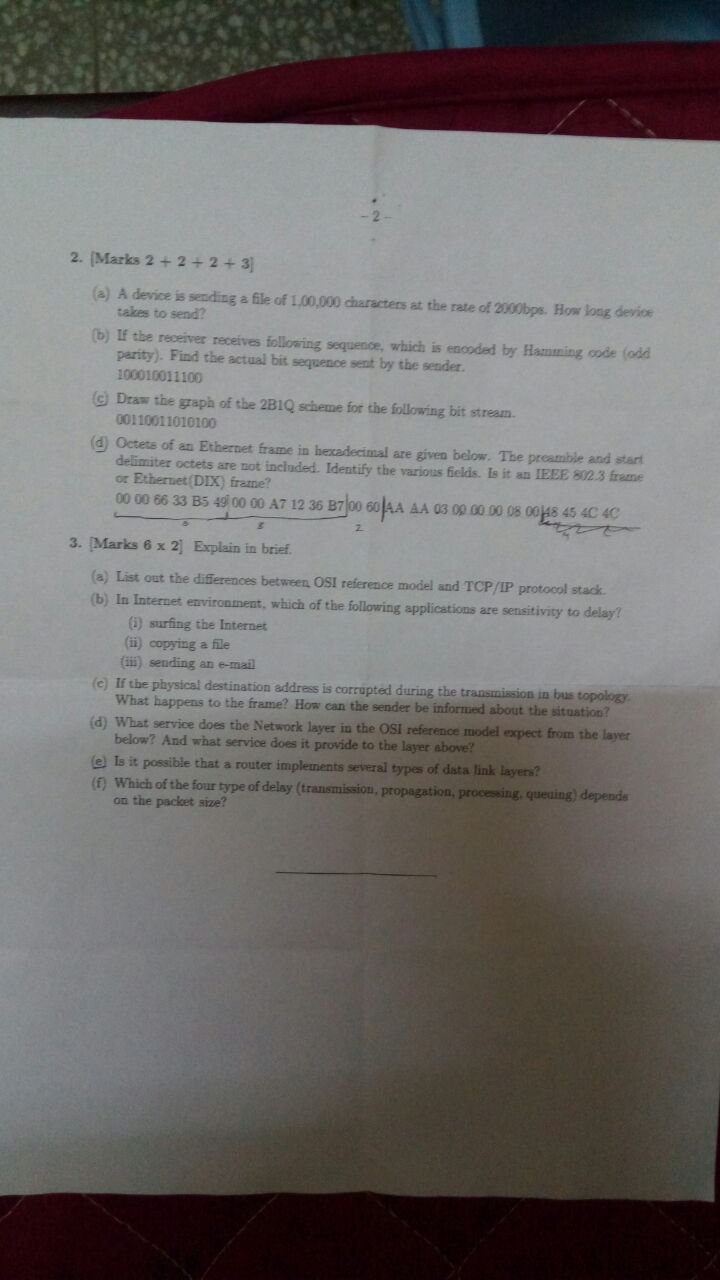 - 2 -
2. [Marks 2 + 2 + 2 + 3]
(a) A device is sending a file of 1,00,000 characters at the rate of 2000bps. How long device
takes to send?
(b) If the receiver receives following sequence, which is encoded by Hamming code (odd
parity). Find the actual bit sequence sent by the sender.
100010011100
(c) Draw the graph of the 2B1Q scheme for the following bit stream.
00110011010100
(d) Octets of an Ethernet frame in hexadecimal are given below. The preamble and start
delimiter octets are not included. Identify the various fields. Is it an IEEE 802.3 frame
or Ethernet(DIX) frame?
00 00 66 33 B5 49 00 00 A7 12 36 B7 00 60 AA AA 03 00 00 00 08 00 48 45 4C 4C
2
3. [Marks 6 x 2] Explain in brief.
(a) List out the differences between OSI reference model and TCP/IP protocol stack.
(b) In Internet environment, which of the following applications are sensitivity to delay?
(i) surfing the Internet
(ii) copying a file
(iii) sending an e-mail
(c) If the physical destination address is corrupted during the transmission in bus topology.
What happens to the frame? How can the sender be informed about the situation?
(d) What service does the Network layer in the OSI reference model expect from the layer
below? And what service does it provide to the layer above?
(e) Is it possible that a router implements several types of data link layers?
(f) Which of the four type of delay (transmission, propagation, processing, queuing) depends
on the packet size?